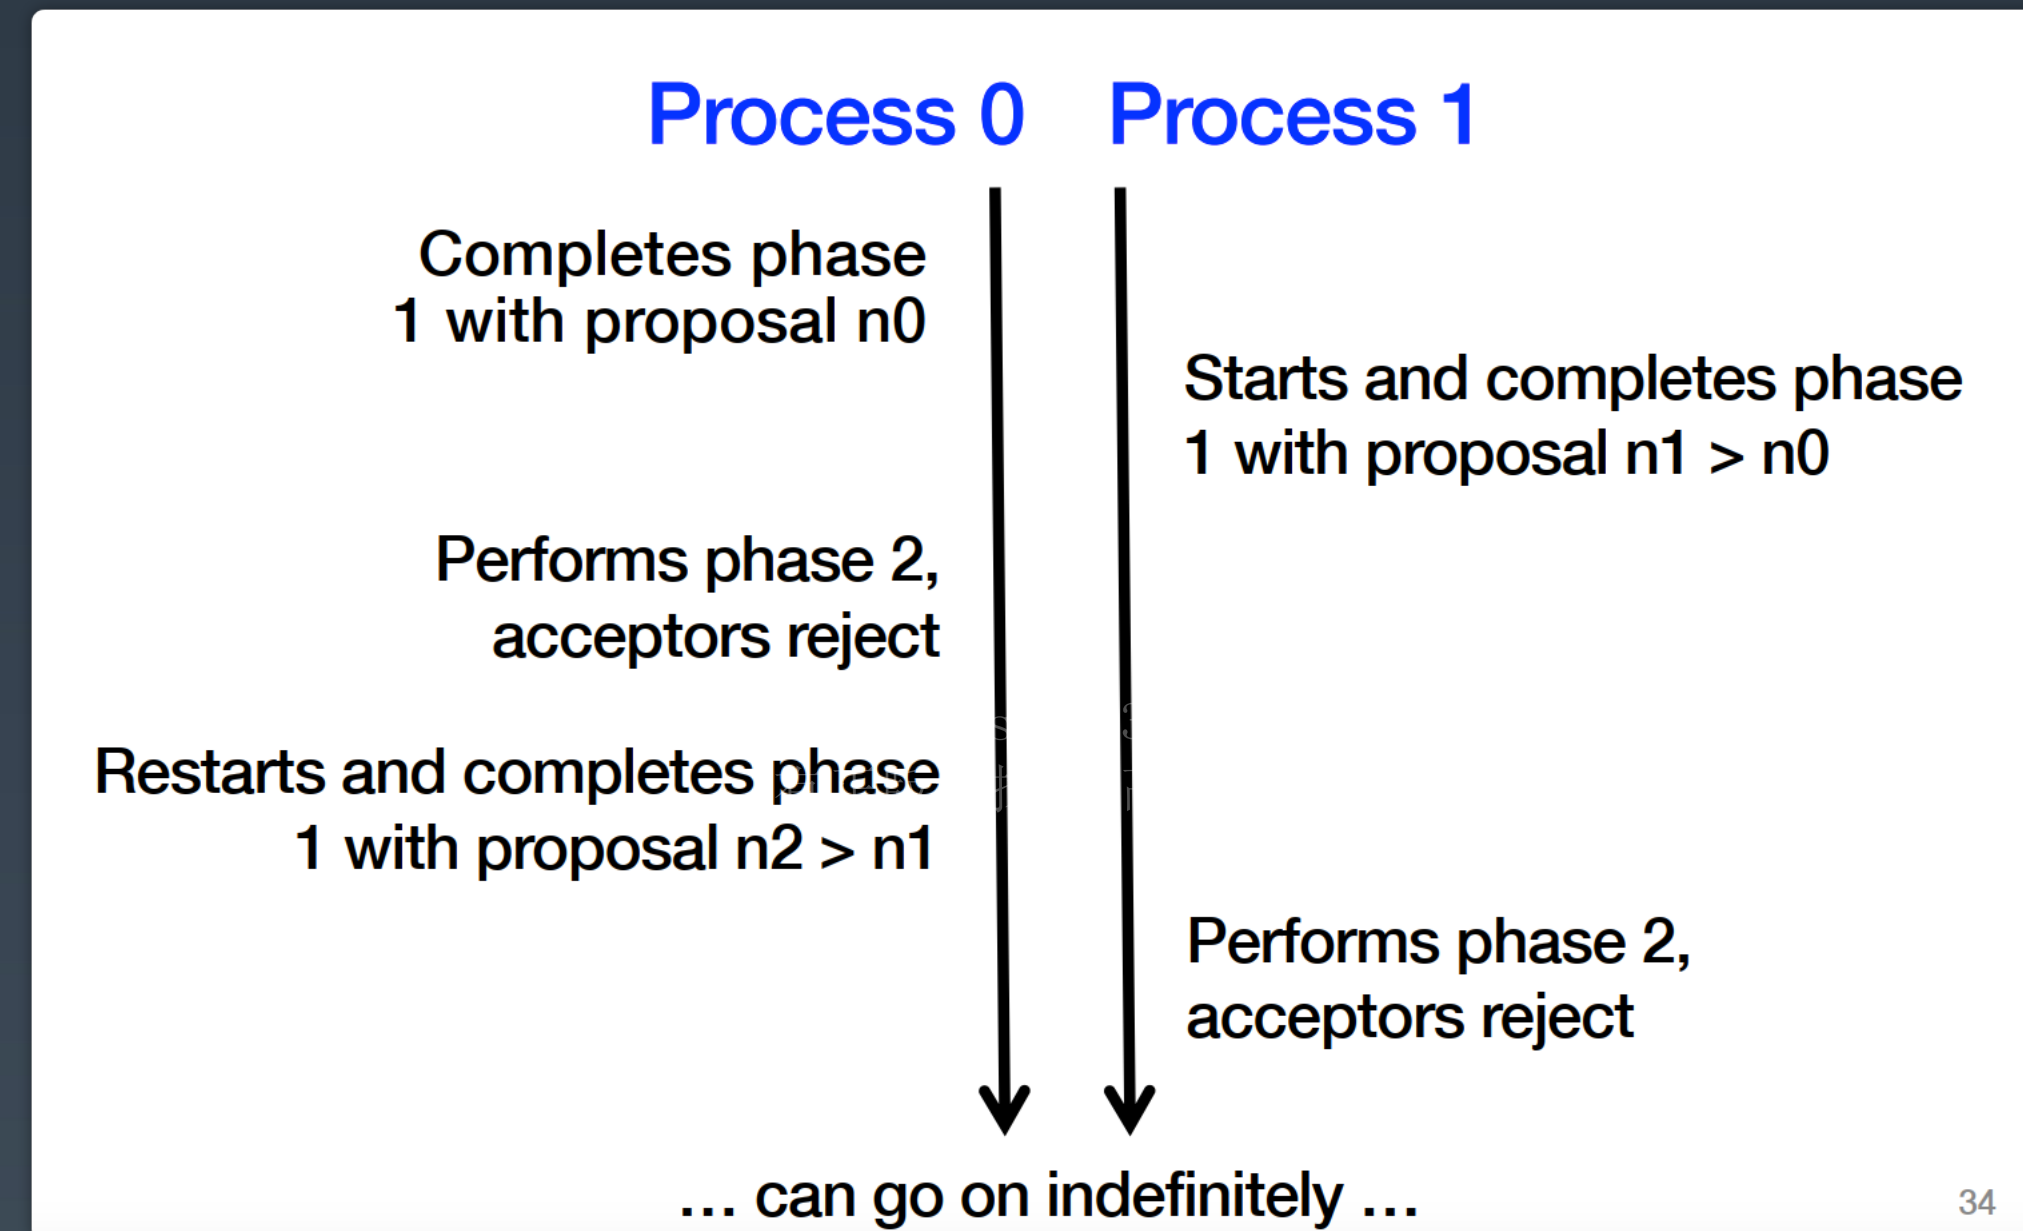 Process 0
Process 1
Completes phase
1 with proposal n0
Starts and completes phase
1 with proposal n1 > n0
Performs phase 2,
acceptors reject
Restarts and completes phase
1 with proposal n2 > n1
Performs phase 2,
acceptors reject
... can go on indefinitely ...
34